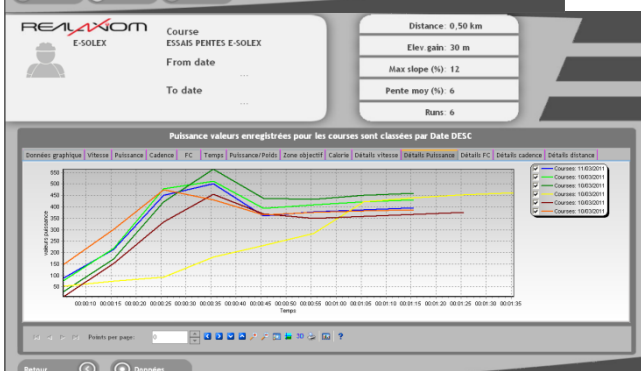 REALAXIOM
E-SOLEX
Course
ESSAIS PENTES E-SOLEX
From date
...
To date
...
Distance: 0,50 km
Elev.gain: 30 m
Max slope (%): 12
Pente moy (%): 6
Runs: 6
Puissance valeurs enregistrées pour les courses sont classées par Date DESC
Données graphique Vitesse Puissance Cadence FC Temps Puissance/Poids Zone objectif Calorie Détails vitesse Détails Puissance Détails FC Détails cadence Détails distance
550
500
450
400
350
300
250
200
150
100
50
valeurs puissance
00:00:10 00:00:15 00:00:20 00:00:25 00:00:30 00:00:35 00:00:40 00:00:45 00:00:50 00:00:55 00:01:00 00:01:05 00:01:10 00:01:15 00:01:20 00:01:25 00:01:30 00:01:35
Temps
Courses: 11/03/2011
Courses: 10/03/2011
Courses: 10/03/2011
Courses: 10/03/2011
Courses: 10/03/2011
Courses: 10/03/2011
Points per page: 0
3D
?
Retour
Données